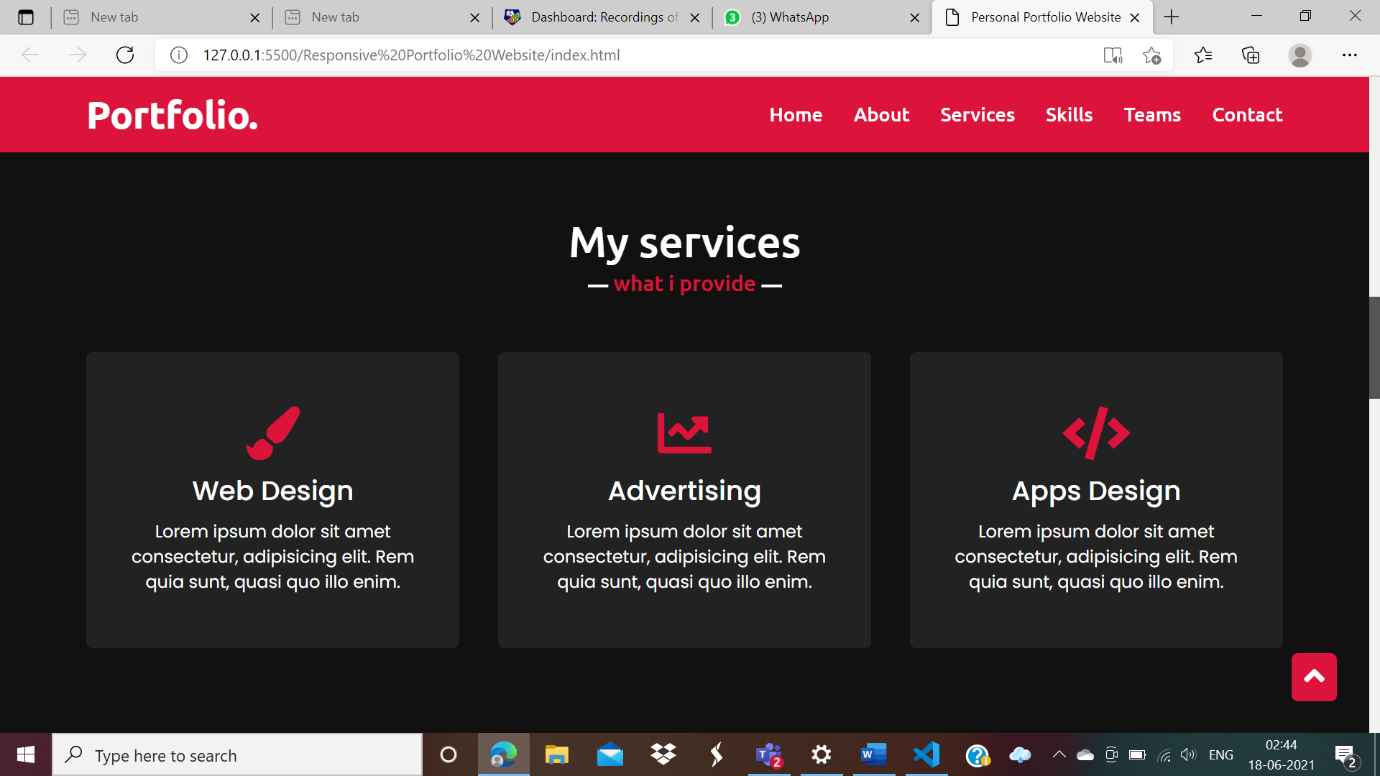 New tab
New tab
Dashboard: Recordings of
3 (3) WhatsApp
Personal Portfolio Website
127.0.0.1:5500/Responsive%20Portfolio%20Website/index.html
Portfolio.
Home About Services Skills Teams Contact
My services
what i provide
Web Design
Lorem ipsum dolor sit amet
consectetur, adipisicing elit. Rem
quia sunt, quasi quo illo enim.
Advertising
Lorem ipsum dolor sit amet
consectetur, adipisicing elit. Rem
quia sunt, quasi quo illo enim.
Apps Design
Lorem ipsum dolor sit amet
consectetur, adipisicing elit. Rem
quia sunt, quasi quo illo enim.
Type here to search
2
ENG
02:44
18-06-2021
2